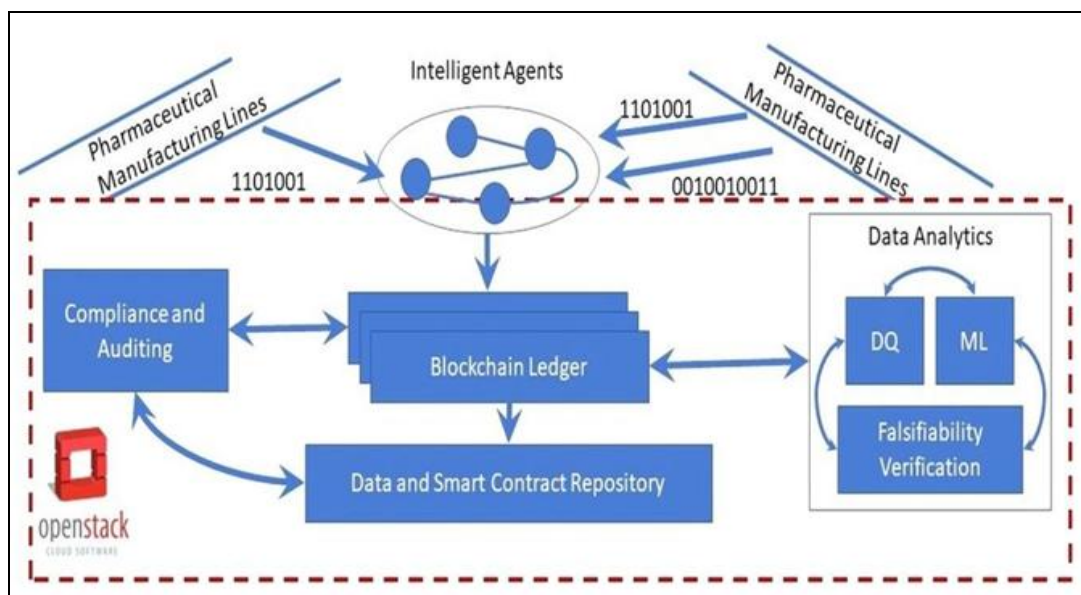 Intelligent Agents
Pharmaceutical
Manufacturing Lines
1101001
1101001
0010010011
Pharmaceutical
Manufacturing Lines
Data Analytics
Compliance and
Auditing
Blockchain Ledger
DQ
ML
Falsifiability
Verification
Data and Smart Contract Repository
openstack
CLOUD SOFTWARE